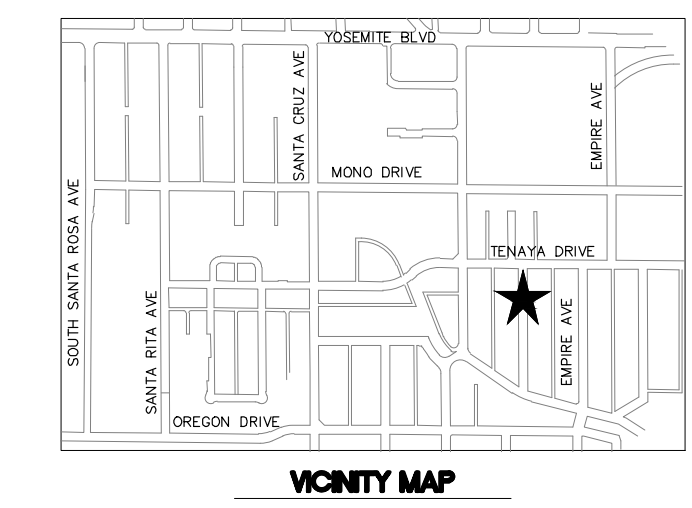 YOSEMITE BLVD
SANTA CRUZ AVE
EMPIRE AVE
MONO DRIVE
SOUTH SANTA ROSA AVE
TENAYA DRIVE
SANTA RITA AVE
EMPIRE AVE
OREGON DRIVE
VICINITY MAP